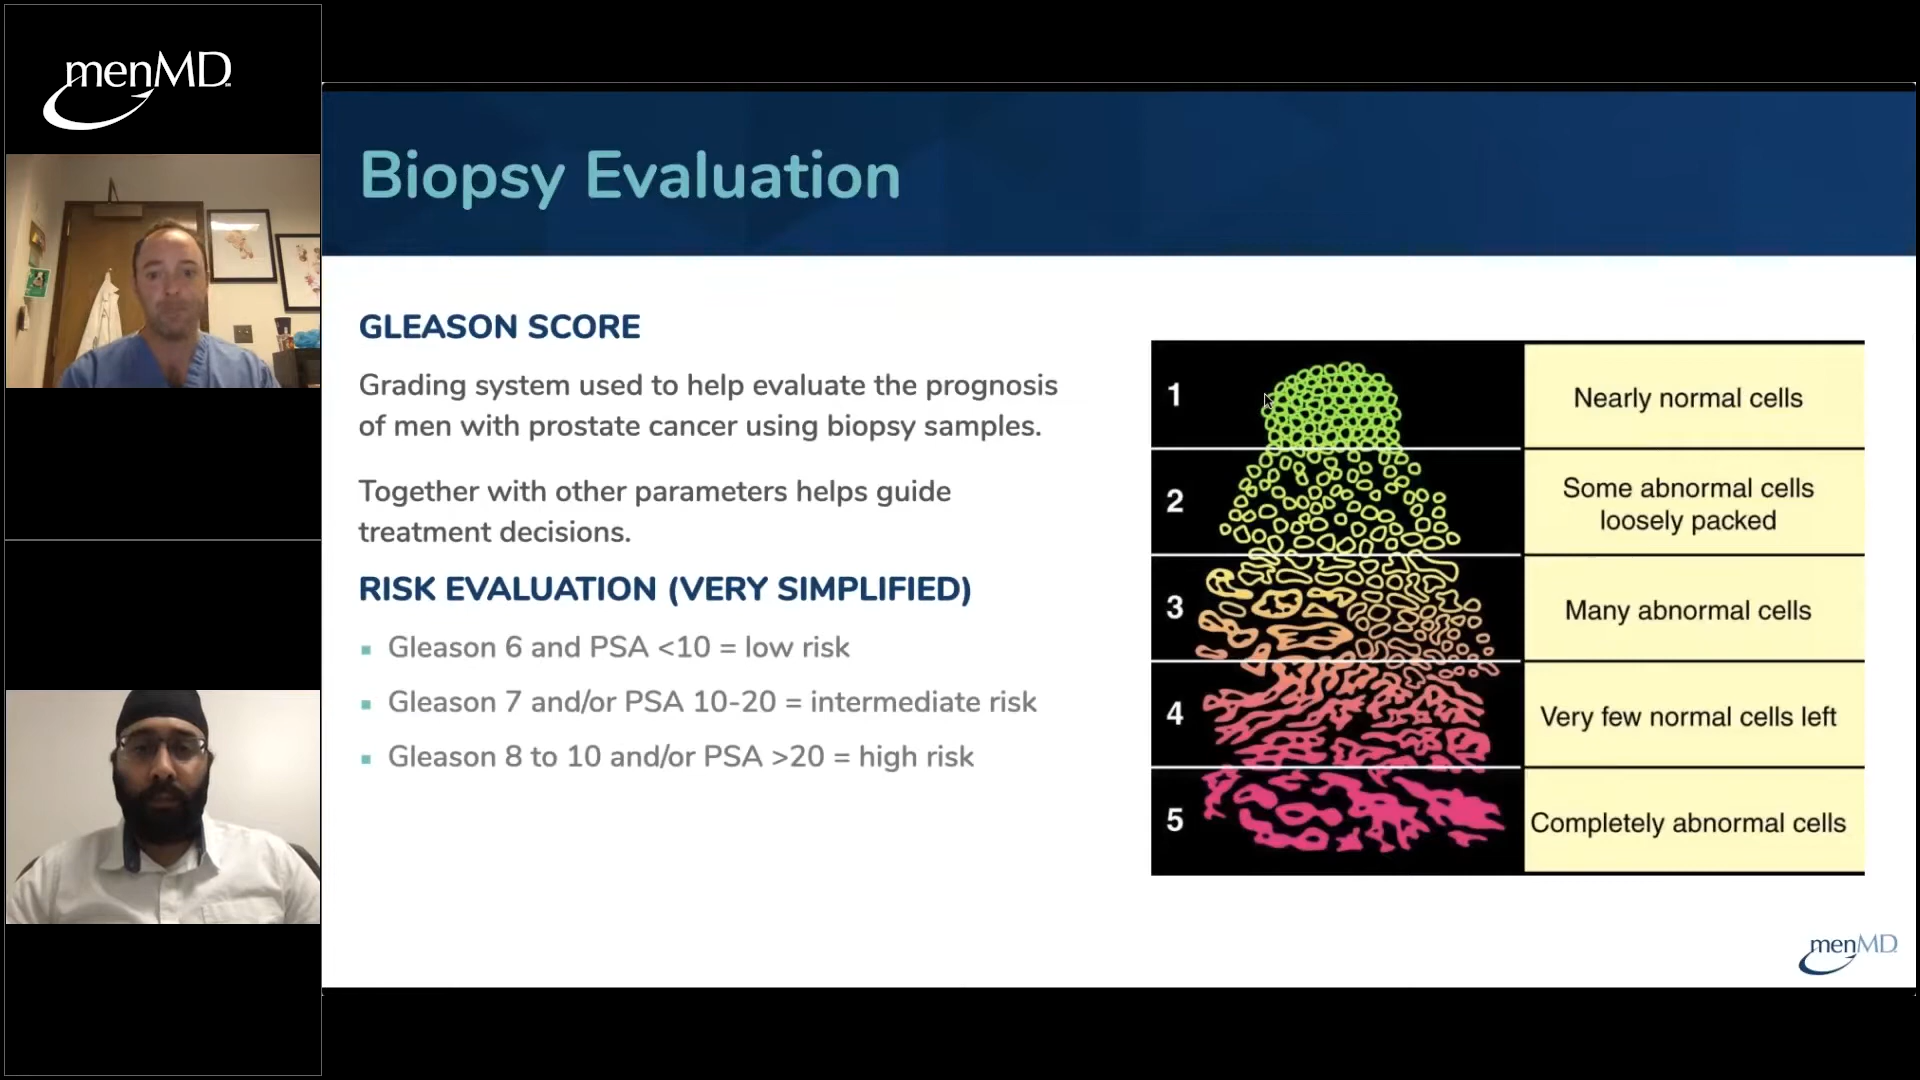 menMD
Biopsy Evaluation
GLEASON SCORE
Grading system used to help evaluate the prognosis
of men with prostate cancer using biopsy samples.
Together with other parameters helps guide
treatment decisions.
RISK EVALUATION (VERY SIMPLIFIED)
▪ Gleason 6 and PSA <10 = low risk
▪ Gleason 7 and/or PSA 10-20 = intermediate risk
▪ Gleason 8 to 10 and/or PSA >20 = high risk
1 Nearly normal cells
2 Some abnormal cells
loosely packed
3 Many abnormal cells
4 Very few normal cells left
5 Completely abnormal cells
menMD